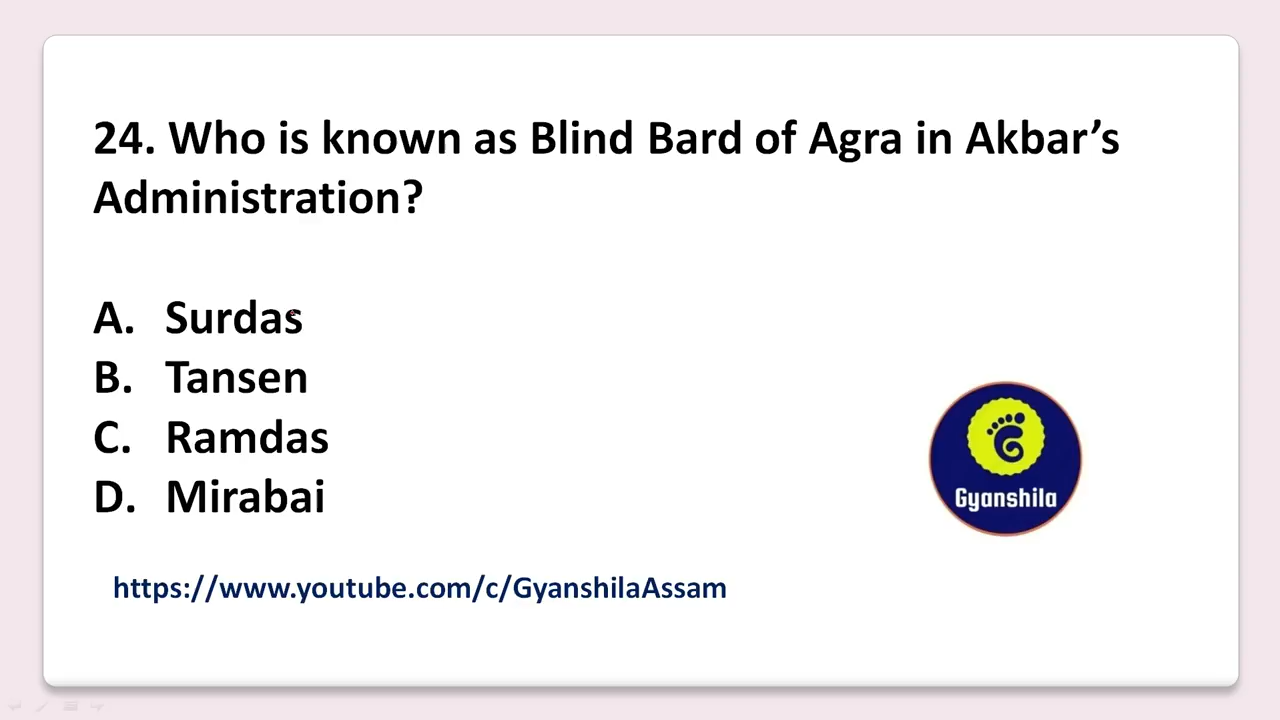 24. Who is known as Blind Bard of Agra in Akbar’s
Administration?
A. Surdas
B. Tansen
C. Ramdas
D. Mirabai
Gyanshila
https://www.youtube.com/c/GyanshilaAssam